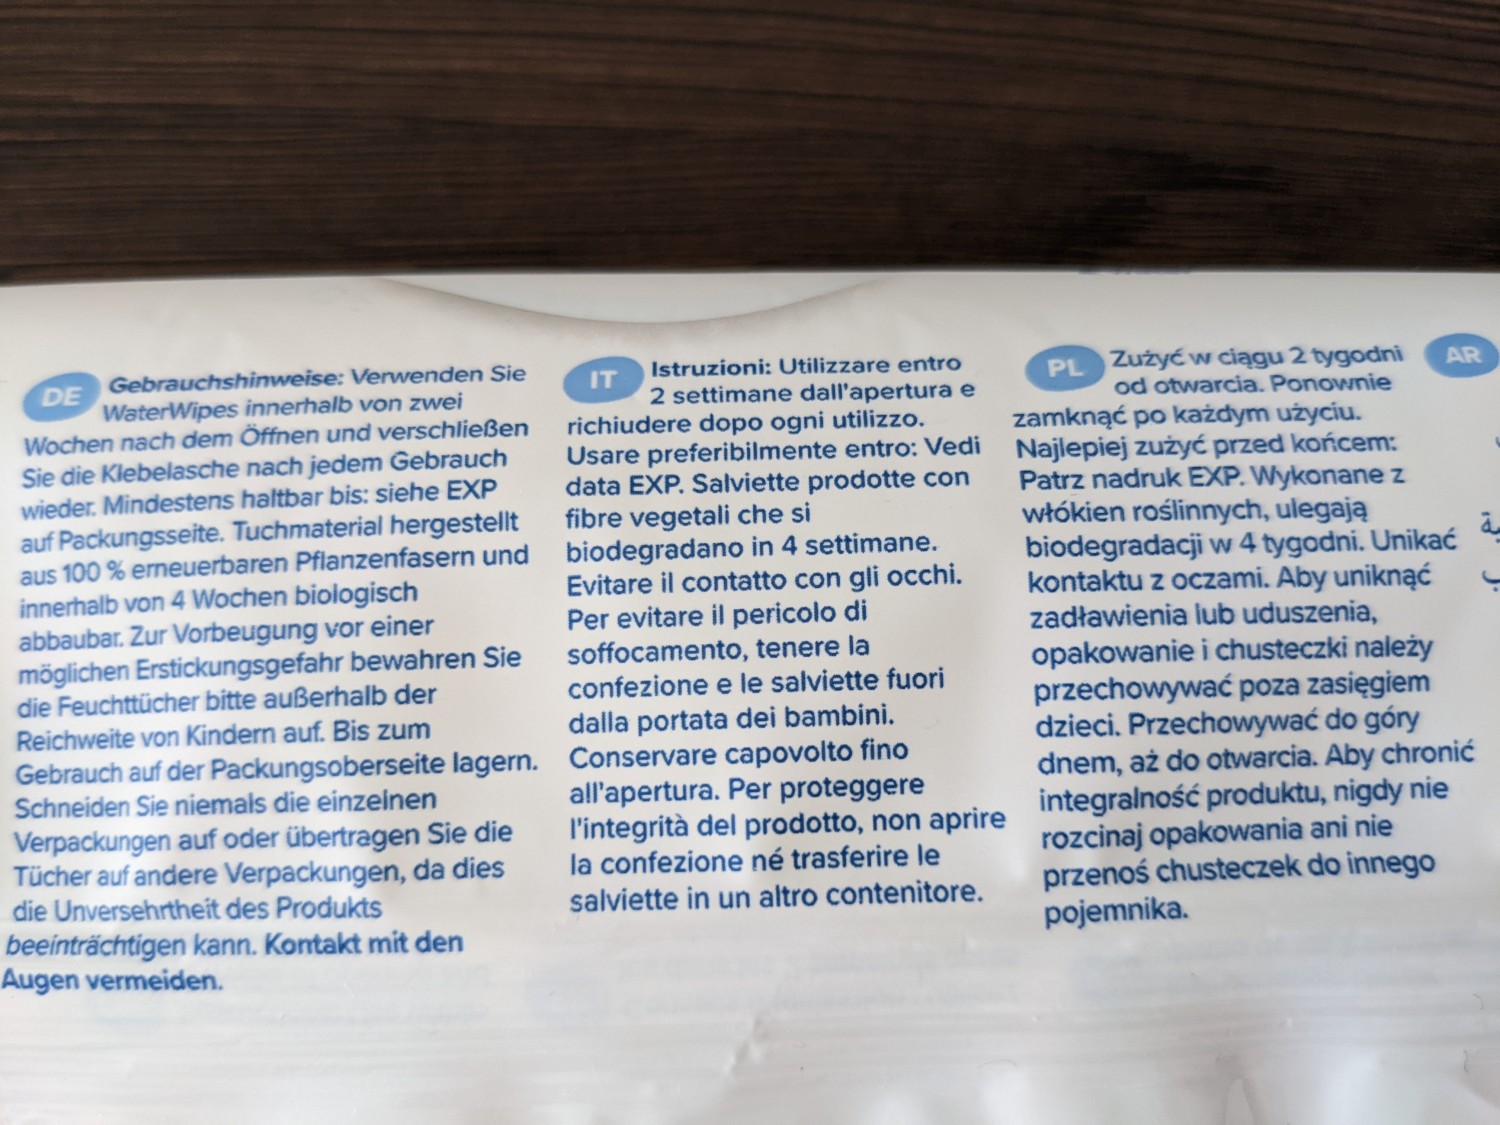 DE
Gebrauchshinweise: Verwenden Sie
WaterWipes innerhalb von zwei
Wochen nach dem Öffnen und verschließen
Sie die Klebelasche nach jedem Gebrauch
wieder. Mindestens haltbar bis: siehe EXP
auf Packungsseite. Tuchmaterial hergestellt
aus 100 % erneuerbaren Pflanzenfasern und
innerhalb von 4 Wochen biologisch
abbaubar. Zur Vorbeugung vor einer
möglichen Erstickungsgefahr bewahren Sie
die Feuchttücher bitte außerhalb der
Reichweite von Kindern auf. Bis zum
Gebrauch auf der Packungsoberseite lagern.
Schneiden Sie niemals die einzelnen
Verpackungen auf oder übertragen Sie die
Tücher auf andere Verpackungen, da dies
die Unversehrtheit des Produkts
beeinträchtigen kann. Kontakt mit den
Augen vermeiden.
IT
Istruzioni: Utilizzare entro
2 settimane dall'apertura e
richiudere dopo ogni utilizzo.
Usare preferibilmente entro: Vedi
data EXP. Salviette prodotte con
fibre vegetali che si
biodegradano in 4 settimane.
Evitare il contatto con gli occhi.
Per evitare il pericolo di
soffocamento, tenere la
confezione e le salviette fuori
dalla portata dei bambini.
Conservare capovolto fino
all'apertura. Per proteggere
l'integrità del prodotto, non aprire
la confezione né trasferire le
salviette in un altro contenitore.
PL
Zużyć w ciągu 2 tygodni
od otwarcia. Ponownie
zamknąć po każdym użyciu.
Najlepiej zużyć przed końcem:
Patrz nadruk EXP. Wykonane z
włókien roślinnych, ulegają
biodegradacji w 4 tygodni. Unikać
kontaktu z oczami. Aby uniknąć
zadławienia lub uduszenia,
opakowanie i chusteczki należy
przechowywać poza zasięgiem
dzieci. Przechowywać do góry
dnem, aż do otwarcia. Aby chronić
integralność produktu, nigdy nie
rozcinaj opakowania ani nie
przenoś chusteczek do innego
pojemnika.
AR